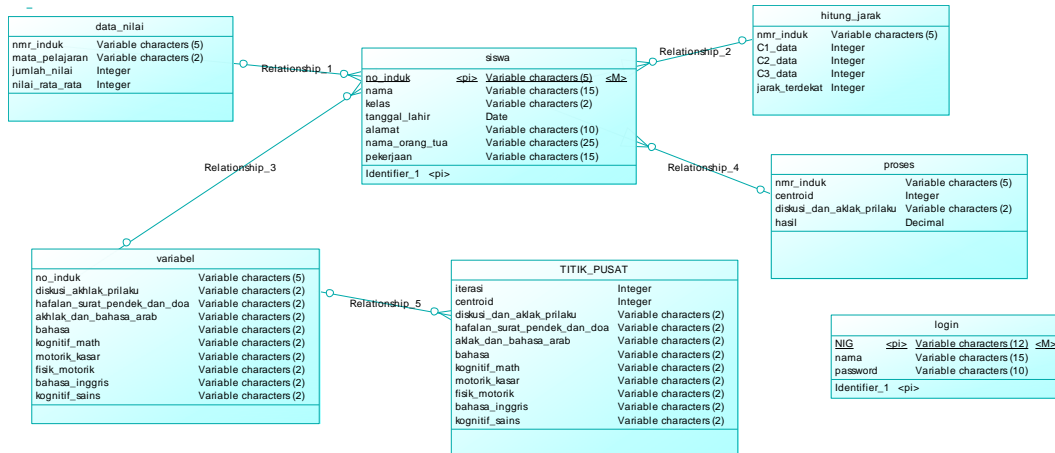 data_nilai
nmr_induk Variable characters (5)
mata_pelajaran Variable characters (2)
jumlah_nilai Integer
nilai_rata_rata Integer
Relationship_1
siswa
no_induk <pi> Variable characters (5) <M>
nama Variable characters (15)
kelas Variable characters (2)
tanggal_lahir Date
alamat Variable characters (10)
nama_orang_tua Variable characters (25)
pekerjaan Variable characters (15)
Identifier_1 <pi>
Relationship_2
hitung_jarak
nmr_induk Variable characters (5)
C1_data Integer
C2_data Integer
C3_data Integer
jarak_terdekat Integer
Relationship_3
Relationship_4
proses
nmr_induk Variable characters (5)
centroid Integer
diskusi_dan_aklak_prilaku Variable characters (2)
hasil Decimal
variabel
no_induk Variable characters (5)
diskusi_akhlak_prilaku Variable characters (2)
hafalan_surat_pendek_dan_doa Variable characters (2)
akhlak_dan_bahasa_arab Variable characters (2)
bahasa Variable characters (2)
kognitif_math Variable characters (2)
motorik_kasar Variable characters (2)
fisik_motorik Variable characters (2)
bahasa_inggris Variable characters (2)
kognitif_sains Variable characters (2)
Relationship_5
TITIK_PUSAT
iterasi Integer
centroid Integer
diskusi_dan_aklak_prilaku Variable characters (2)
hafalan_surat_pendek_dan_doa Variable characters (2)
aklak_dan_bahasa_arab Variable characters (2)
bahasa Variable characters (2)
kognitif_math Variable characters (2)
motorik_kasar Variable characters (2)
fisik_motorik Variable characters (2)
bahasa_inggris Variable characters (2)
kognitif_sains Variable characters (2)
login
NIG <pi> Variable characters (12) <M>
nama Variable characters (15)
password Variable characters (10)
Identifier_1 <pi>